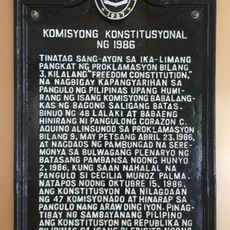 1987
KOMISYONG KONSTITUSYONAL
NG 1986
TINATAG SANG-AYON SA IKA-LIMANG
PANGKAT NG PROKLAMASYON BILANG
3, KILALANG "FREEDOM CONSTITUTION,"
NA NAGBIGAY KAPANGYARIHAN SA
PANGULO NG PILIPINAS UPANG HUMI-
RANG NG ISANG KOMISYONG BABALANG-
KAS NG BAGONG SALIGANG BATAS.
BINUO NG 48 LALAKI AT BABAENG
HINIRANG NI PANGULONG CORAZON C.
AQUINO ALINSUNOD SA PROKLAMASYON
BILANG 9, MAY PETSANG ABRIL 23, 1986,
AT NAGDAOS NG PAMBUNGAD NA SERE-
MONYA SA BULWAGANG PLENARYO NG
BATASANG PAMBANSA NOONG HUNYO
2, 1986, KUNG SAAN NAHALAL NA
PANGULO SI CECILIA MUÑOZ PALMA.
NATAPOS NOONG OKTUBRE 15, 1986,
ANG KONSTITUSYON NA NILAGDAAN
NG 47 KOMISYONADO AT HINARAP SA
PANGULO NANG ARAW DING IYON. PINAG-
TIBAY NG SAMBAYANANG PILIPINO
ANG KONSTITUSYON NG REPUBLIKA NG